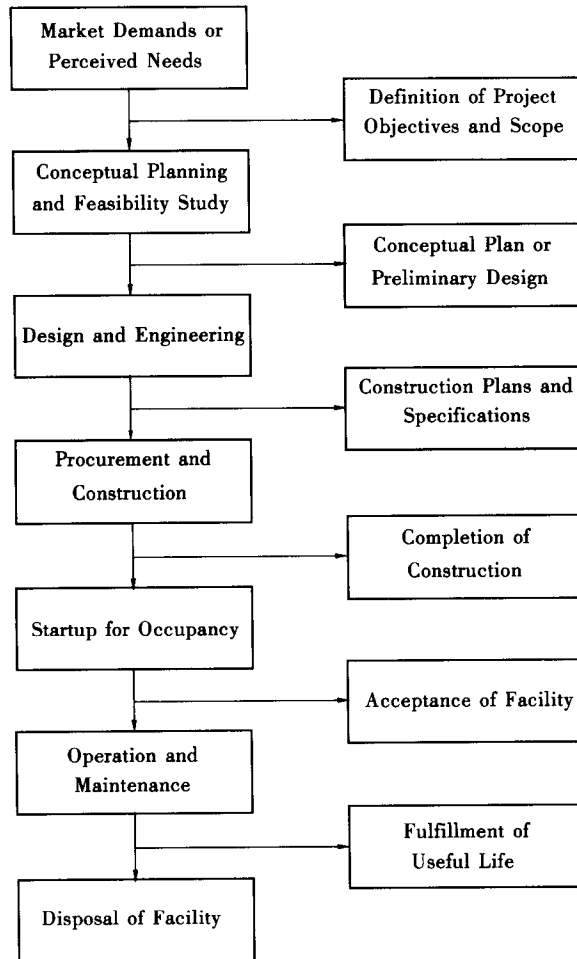 Market Demands or
Perceived Needs
Definition of Project
Objectives and Scope
Conceptual Planning
and Feasibility Study
Conceptual Plan or
Preliminary Design
Design and Engineering
Construction Plans and
Specifications
Procurement and
Construction
Completion of
Construction
Startup for Occupancy
Acceptance of Facility
Operation and
Maintenance
Fulfillment of
Useful Life
Disposal of Facility